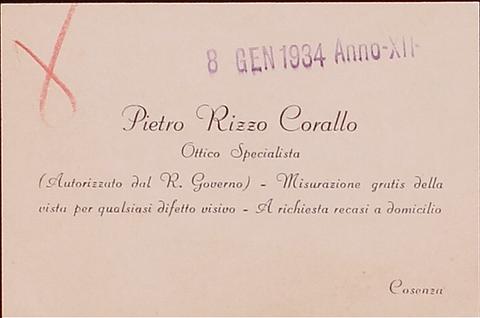 8 GEN 1934 Anno-XII-
Pietro Rizzo Corallo
Ottico Specialista
(Autorizzato dal R. Governo) - Misurazione gratis della
vista per qualsiasi difetto visivo - A richiesta recasi a domicilio
Cosenza